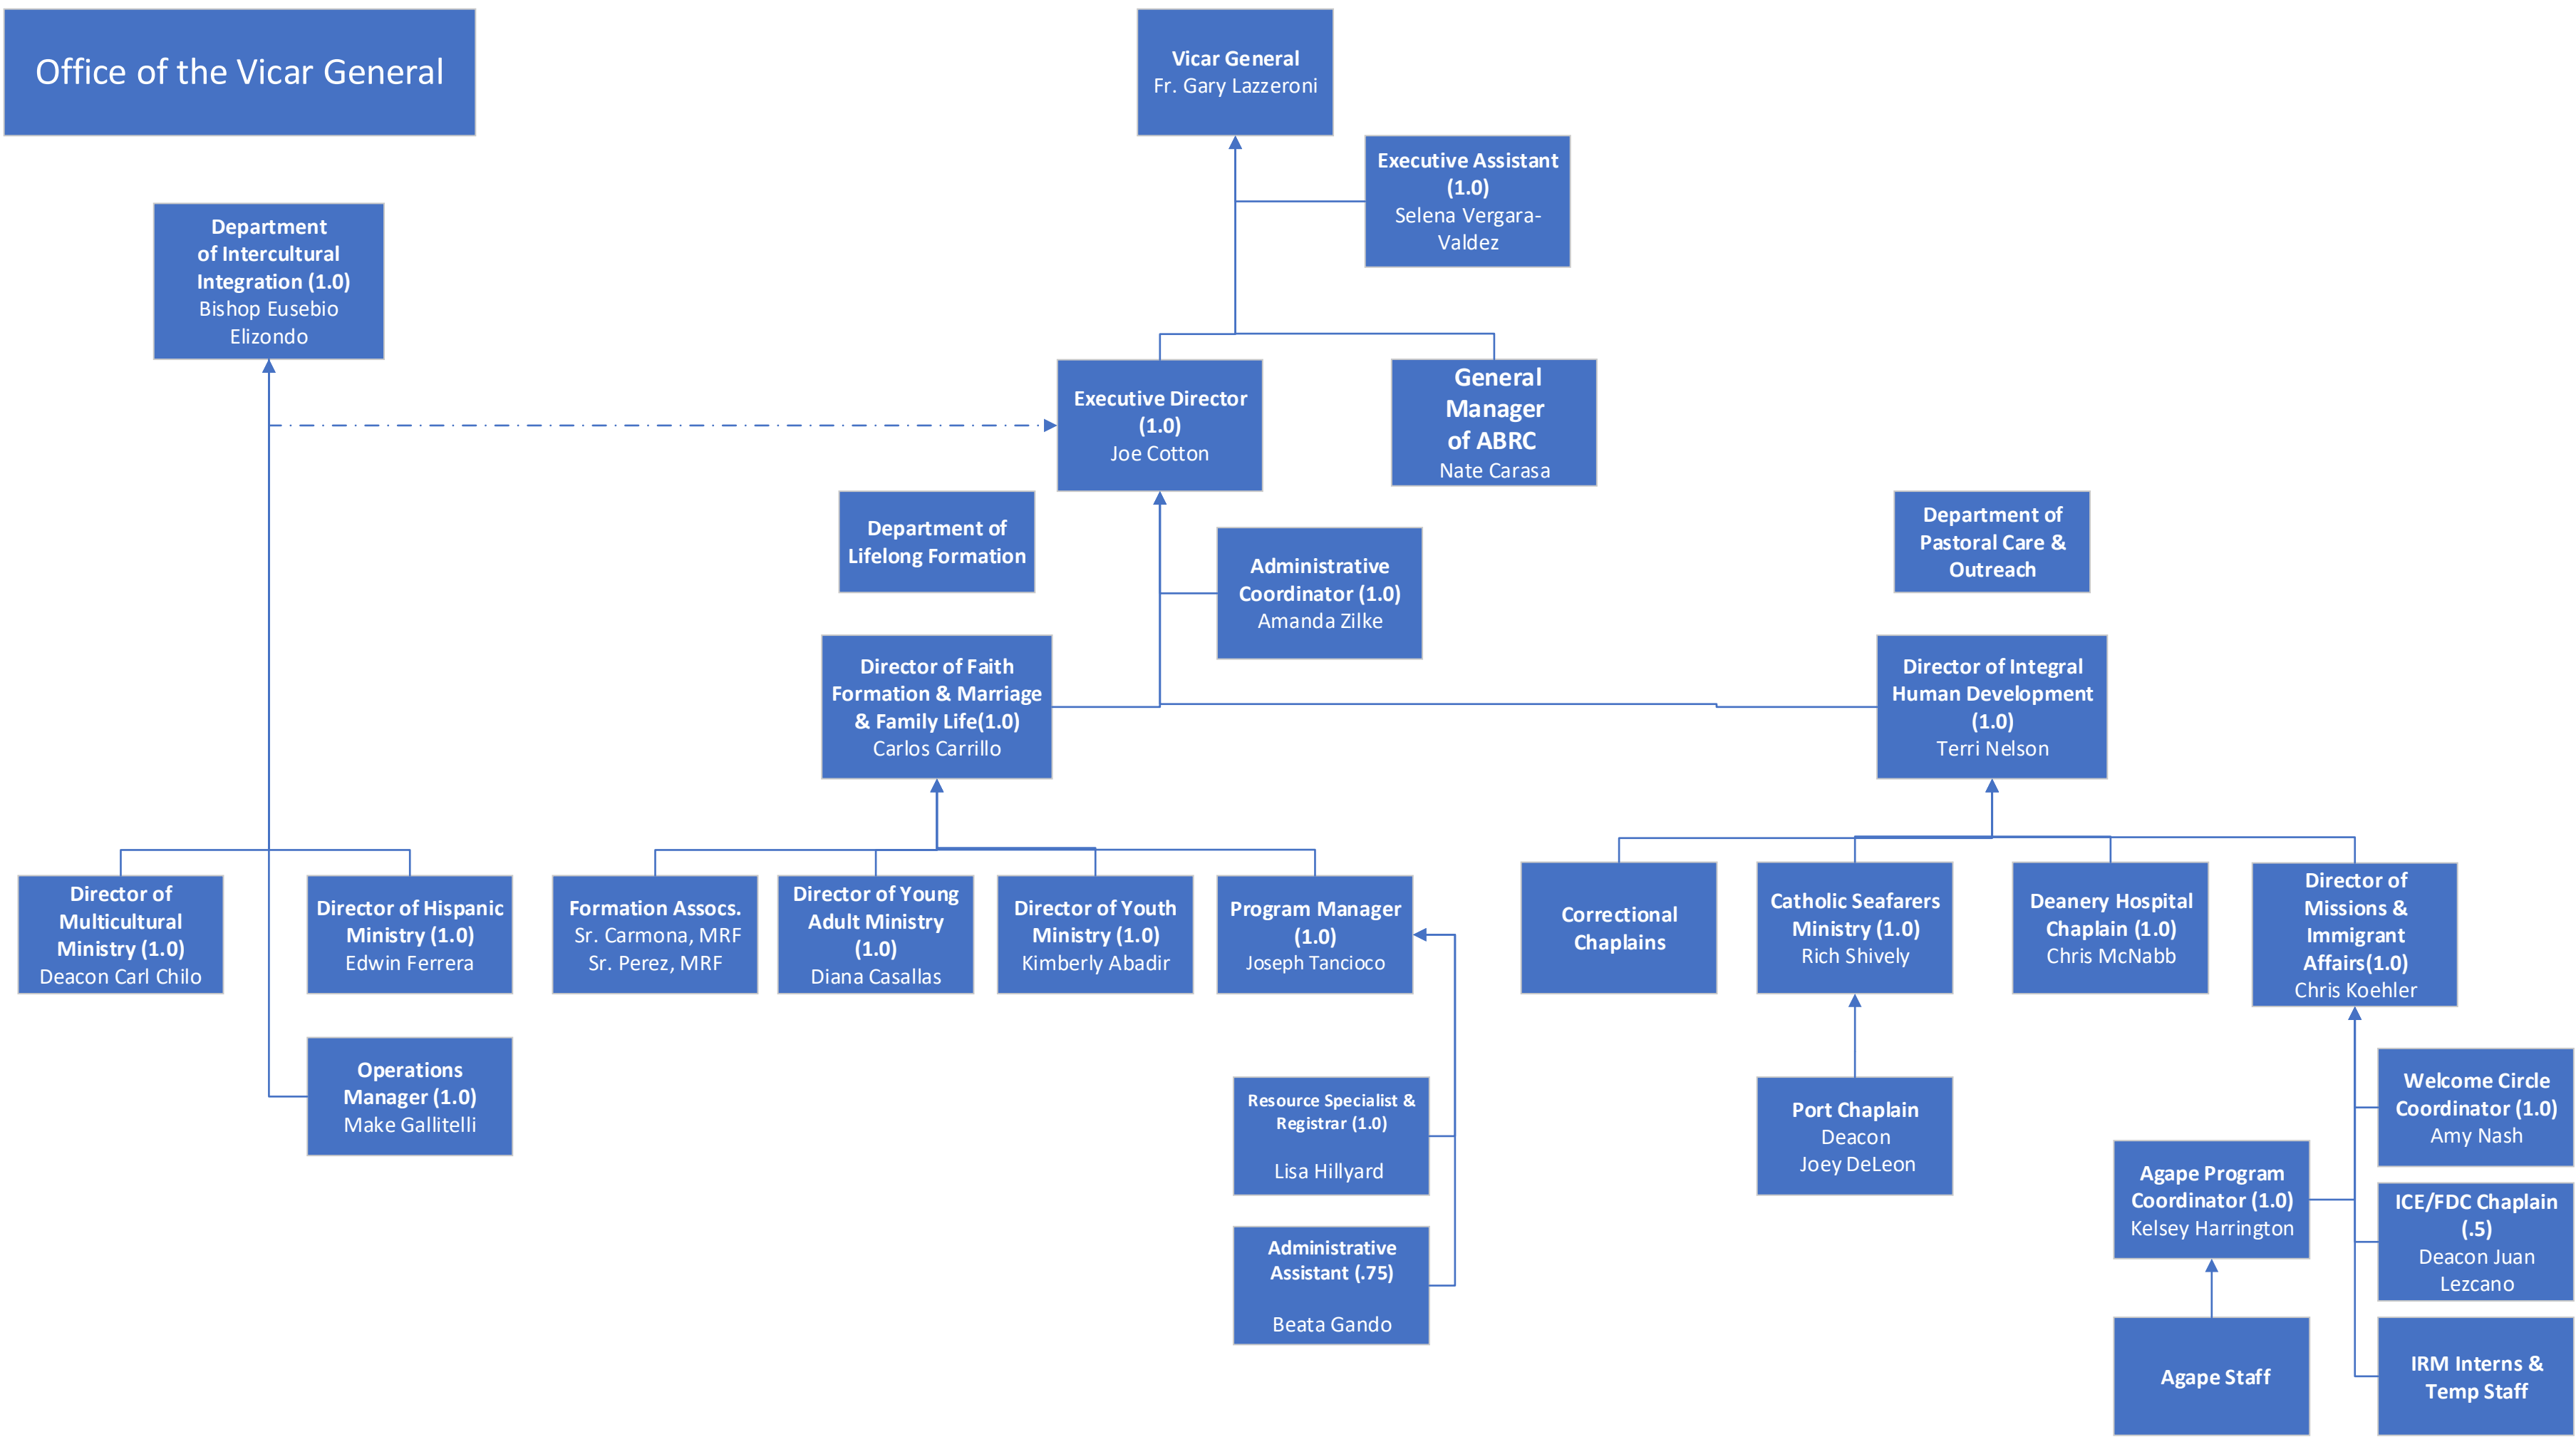 Office of the Vicar General
Vicar General
Fr. Gary Lazzeroni
Executive Assistant
(1.0)
Selena Vergara-
Valdez
Department
of Intercultural
Integration (1.0)
Bishop Eusebio
Elizondo
Executive Director
(1.0)
Joe Cotton
General
Manager
of ABRC
Nate Carasa
Department of
Lifelong Formation
Administrative
Coordinator (1.0)
Amanda Zilke
Department of
Pastoral Care &
Outreach
Director of Faith
Formation & Marriage
& Family Life(1.0)
Carlos Carrillo
Director of Integral
Human Development
(1.0)
Terri Nelson
Director of
Multicultural
Ministry (1.0)
Deacon Carl Chilo
Director of Hispanic
Ministry (1.0)
Edwin Ferrera
Formation Assocs.
Sr. Carmona, MRF
Sr. Perez, MRF
Director of Young
Adult Ministry
(1.0)
Diana Casallas
Director of Youth
Ministry (1.0)
Kimberly Abadir
Program Manager
(1.0)
Joseph Tancioco
Correctional
Chaplains
Catholic Seafarers
Ministry (1.0)
Rich Shively
Deanery Hospital
Chaplain (1.0)
Chris McNabb
Director of
Missions &
Immigrant
Affairs(1.0)
Chris Koehler
Operations
Manager (1.0)
Make Gallitelli
Resource Specialist &
Registrar (1.0)
Lisa Hillyard
Port Chaplain
Deacon
Joey DeLeon
Welcome Circle
Coordinator (1.0)
Amy Nash
Agape Program
Coordinator (1.0)
Kelsey Harrington
ICE/FDC Chaplain
(.5)
Deacon Juan
Lezcano
Administrative
Assistant (.75)
Beata Gando
Agape Staff
IRM Interns &
Temp Staff